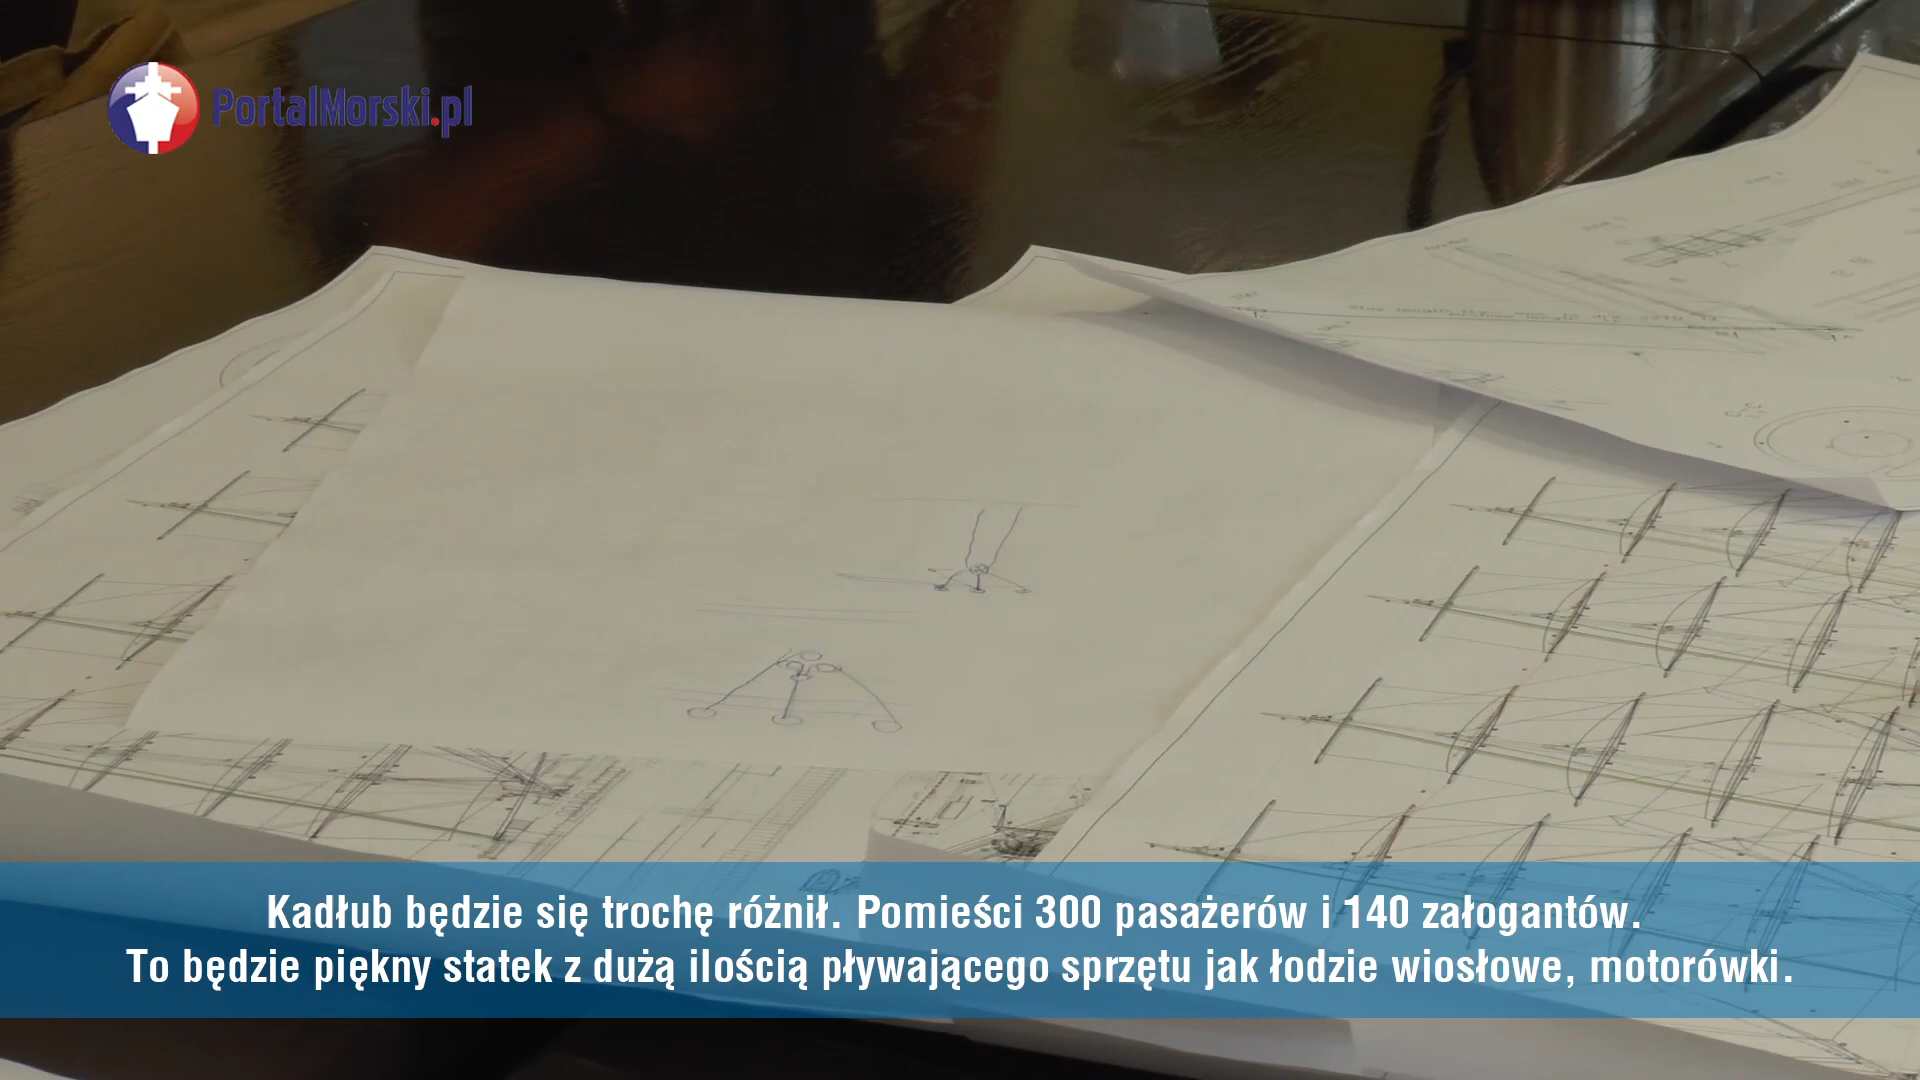 PortalMorski.pl
Kadłub będzie się trochę różnił. Pomieści 300 pasażerów i 140 załogantów.
To będzie piękny statek z dużą ilością pływającego sprzętu jak łodzie wiosłowe, motorówki.